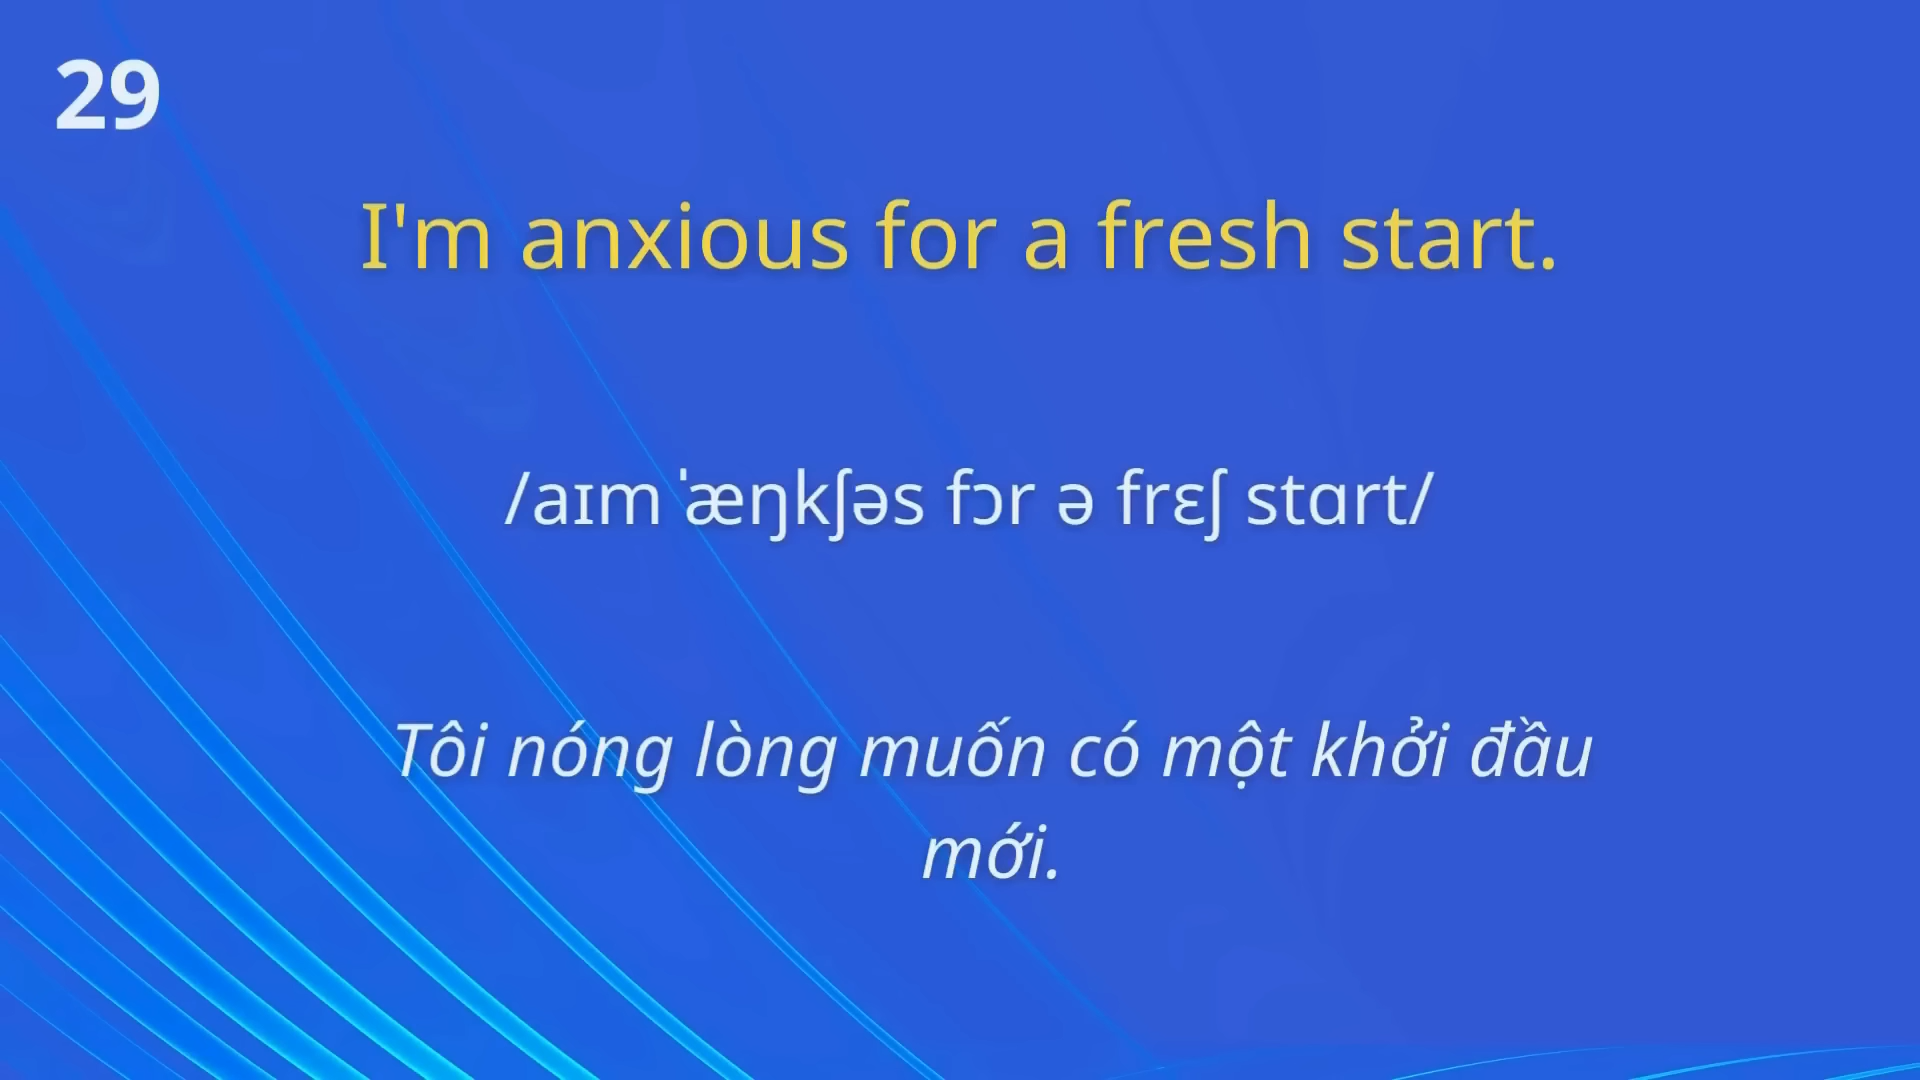 29
I'm anxious for a fresh start.
/aɪm ˈæŋkʃəs fɔr ə frɛʃ stɑrt/
Tôi nóng lòng muốn có một khởi đầu
mới.